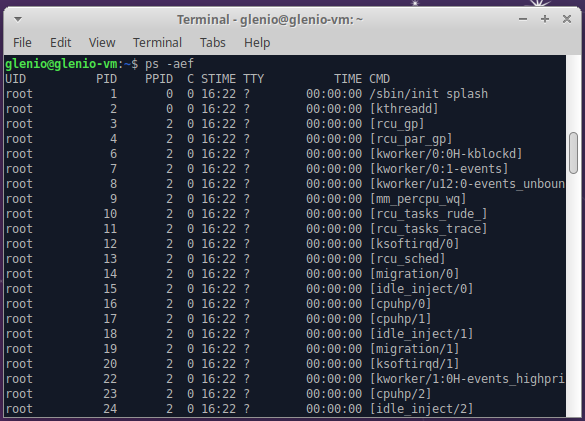 Terminal - glenio@glenio-vm: ~
File Edit View Terminal Tabs Help
glenio@glenio-vm:~$ ps -aef
UID          PID    PPID  C STIME TTY          TIME CMD
root           1       0  0 16:22 ?        00:00:00 /sbin/init splash
root           2       0  0 16:22 ?        00:00:00 [kthreadd]
root           3       2  0 16:22 ?        00:00:00 [rcu_gp]
root           4       2  0 16:22 ?        00:00:00 [rcu_par_gp]
root           6       2  0 16:22 ?        00:00:00 [kworker/0:0H-kblockd]
root           7       2  0 16:22 ?        00:00:00 [kworker/0:1-events]
root           8       2  0 16:22 ?        00:00:00 [kworker/u12:0-events_unboun
root           9       2  0 16:22 ?        00:00:00 [mm_percpu_wq]
root          10       2  0 16:22 ?        00:00:00 [rcu_tasks_rude_]
root          11       2  0 16:22 ?        00:00:00 [rcu_tasks_trace]
root          12       2  0 16:22 ?        00:00:00 [ksoftirqd/0]
root          13       2  0 16:22 ?        00:00:00 [rcu_sched]
root          14       2  0 16:22 ?        00:00:00 [migration/0]
root          15       2  0 16:22 ?        00:00:00 [idle_inject/0]
root          16       2  0 16:22 ?        00:00:00 [cpuhp/0]
root          17       2  0 16:22 ?        00:00:00 [cpuhp/1]
root          18       2  0 16:22 ?        00:00:00 [idle_inject/1]
root          19       2  0 16:22 ?        00:00:00 [migration/1]
root          20       2  0 16:22 ?        00:00:00 [ksoftirqd/1]
root          22       2  0 16:22 ?        00:00:00 [kworker/1:0H-events_highpri
root          23       2  0 16:22 ?        00:00:00 [cpuhp/2]
root          24       2  0 16:22 ?        00:00:00 [idle_inject/2]